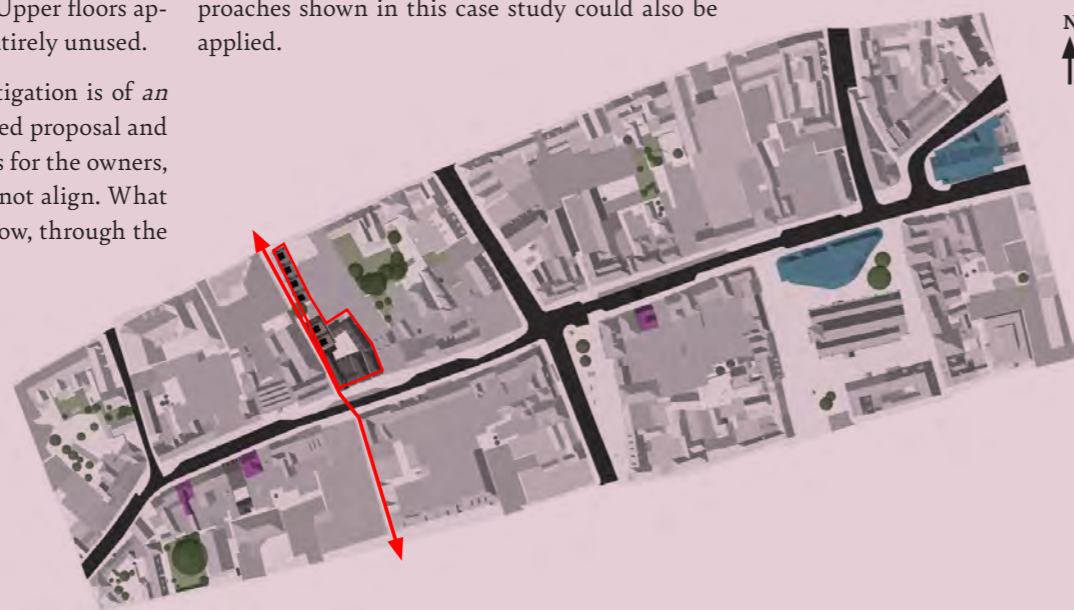 Upper floors ap-
tirely unused.
tigation is of an
ed proposal and
s for the owners,
not align. What
ow, through the
proaches shown in this case study could also be
applied.
N